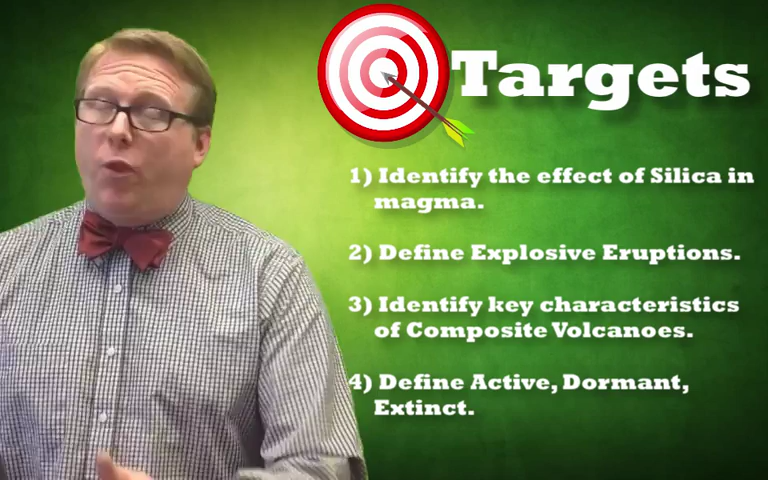 Targets
1) Identify the effect of Silica in
magma.
2) Define Explosive Eruptions.
3) Identify key characteristics
of Composite Volcanoes.
4) Define Active, Dormant,
Extinct.